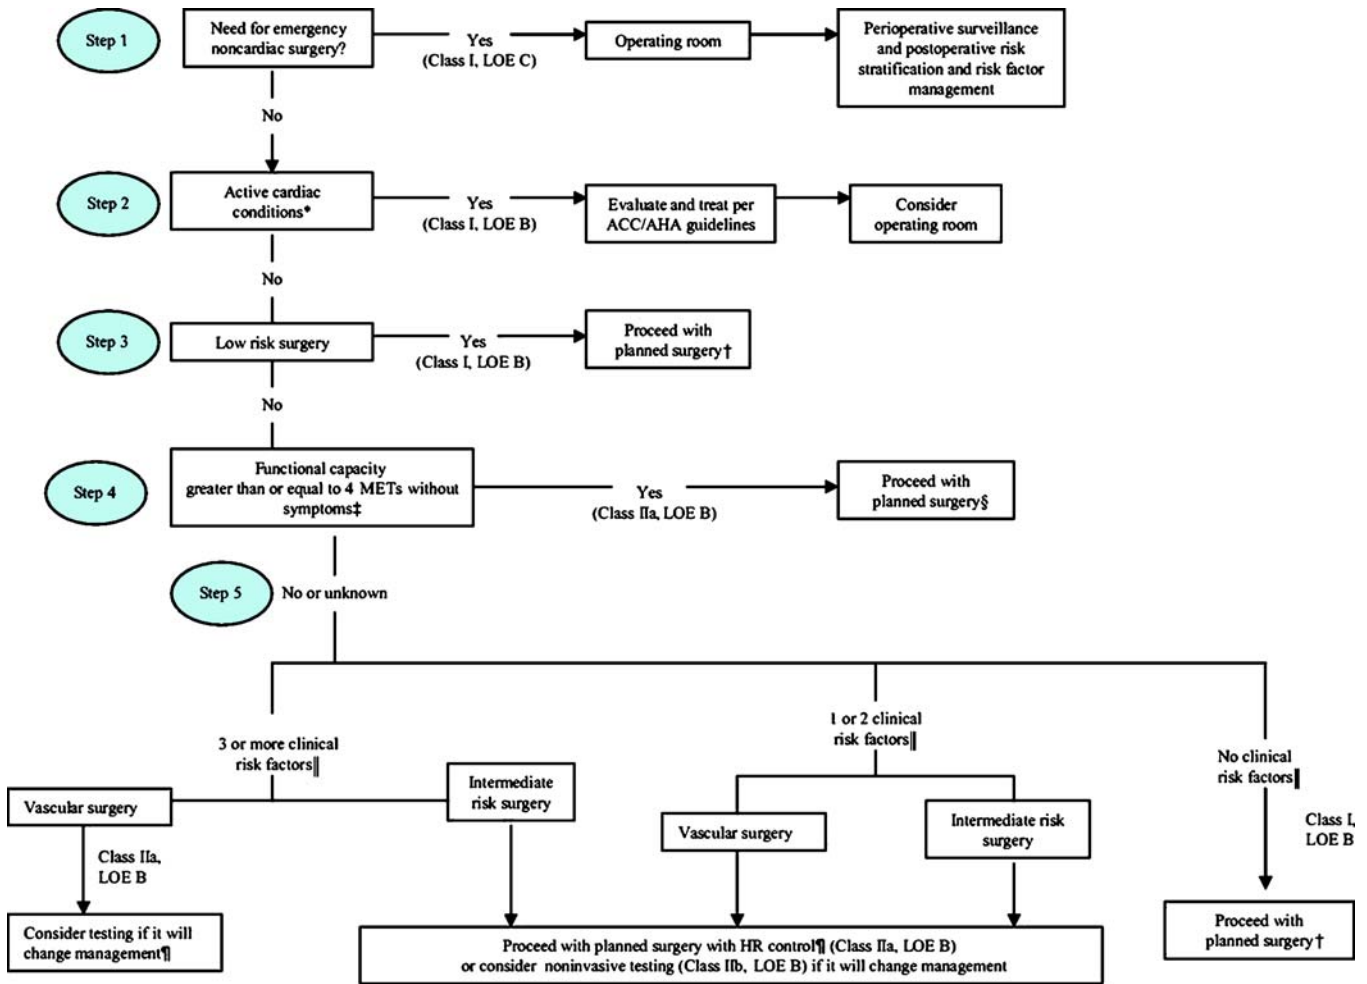 Step 1
Need for emergency
noncardiac surgery?
Yes
(Class I, LOE C)
Operating room
Perioperative surveillance
and postoperative risk
stratification and risk factor
management
No
Step 2
Active cardiac
conditions*
Yes
(Class I, LOE B)
Evaluate and treat per
ACC/AHA guidelines
Consider
operating room
No
Step 3
Low risk surgery
Yes
(Class I, LOE B)
Proceed with
planned surgery†
No
Step 4
Functional capacity
greater than or equal to 4 METs without
symptoms‡
Yes
(Class IIa, LOE B)
Proceed with
planned surgery§
Step 5
No or unknown
3 or more clinical
risk factors‖
1 or 2 clinical
risk factors‖
No clinical
risk factors‖
Vascular surgery
Intermediate
risk surgery
Vascular surgery
Intermediate risk
surgery
Class I,
LOE B
Class IIa,
LOE B
Consider testing if it will
change management¶
Proceed with planned surgery with HR control¶ (Class IIa, LOE B)
or consider noninvasive testing (Class IIb, LOE B) if it will change management
Proceed with
planned surgery†